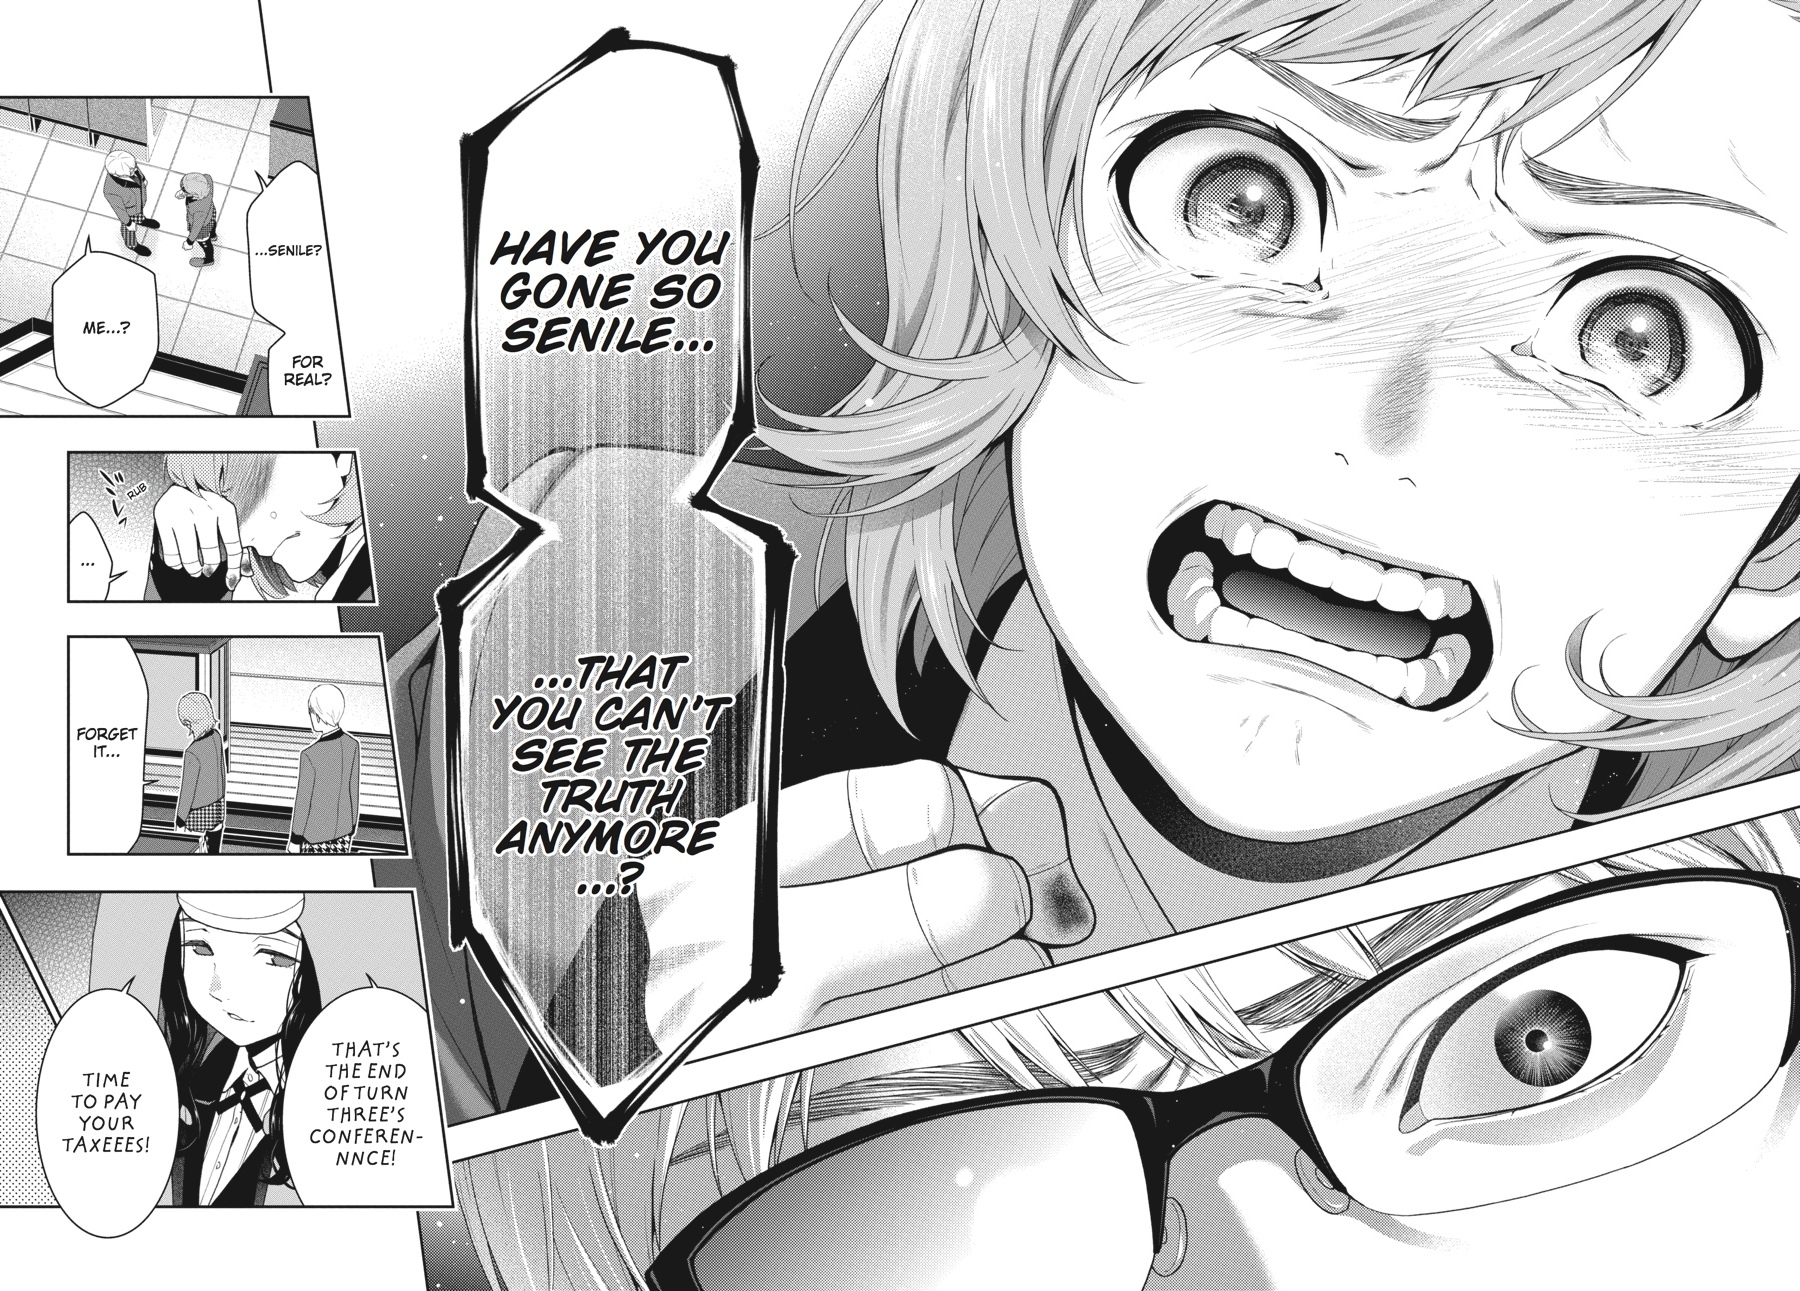 HAVE YOU
GONE SO
SENILE...
...THAT
YOU CAN'T
SEE THE
TRUTH
ANYMORE
...?
...SENILE?
FOR
REAL?
ME...?
RUB
...
FORGET
IT...
THAT'S
THE END
OF TURN
THREE'S
CONFEREN-
NNCE!
TIME
TO PAY
YOUR
TAXEEES!